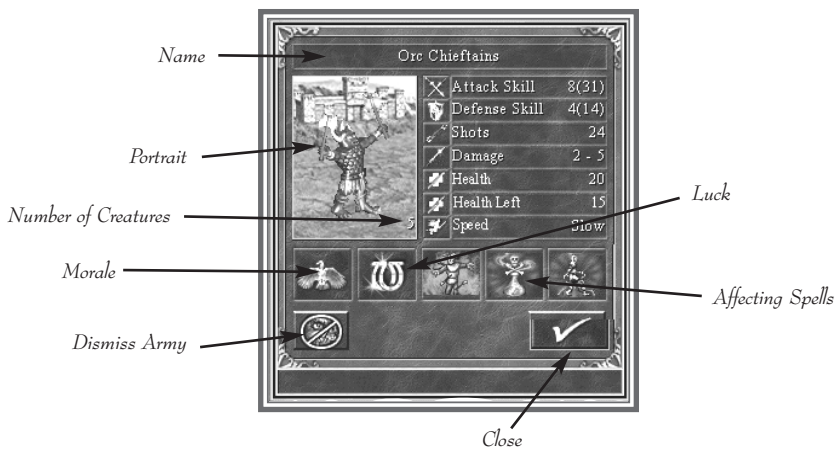 Name
Orc Chieftains
Attack Skill 8(31)
Defense Skill 4(14)
Shots 24
Portrait
Damage 2 - 5
Health 20
Health Left 15
Luck
Number of Creatures
5
Speed Slow
Morale
Affecting Spells
Dismiss Army
Close